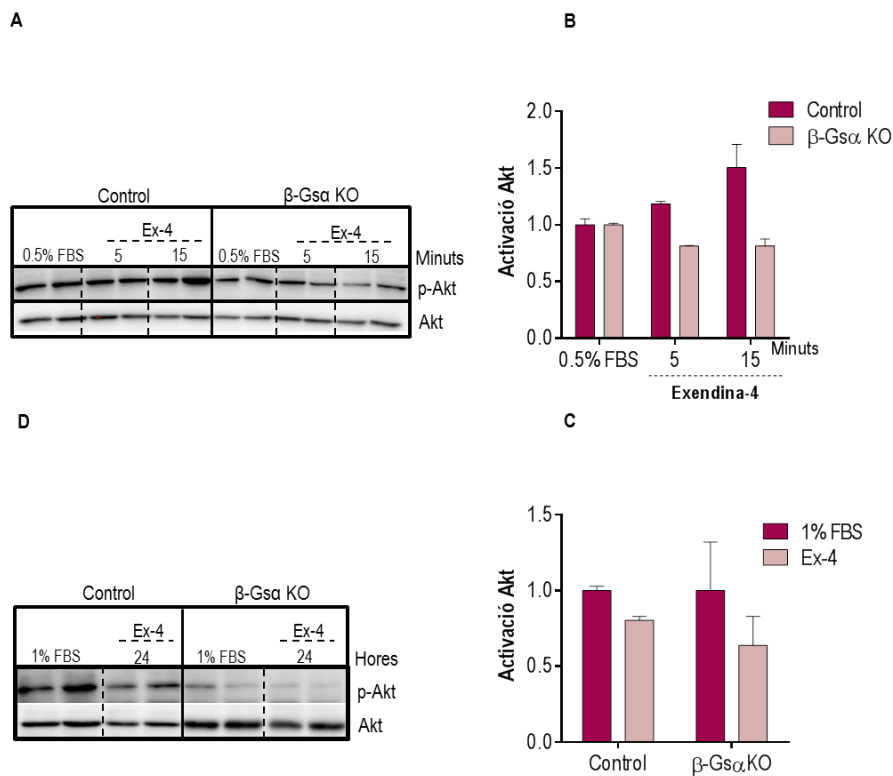 A
Control
β-Gsα KO
Ex-4
Ex-4
0.5% FBS 5 15 0.5% FBS 5 15 Minuts
p-Akt
Akt
B
Control
β-Gsα KO
Activació Akt
2.0
1.5
1.0
0.5
0.0
0.5% FBS 5 15 Minuts
Exendina-4
D
Control
β-Gsα KO
Ex-4
Ex-4
1% FBS 24 1% FBS 24 Hores
p-Akt
Akt
C
1% FBS
Ex-4
Activació Akt
1.5
1.0
0.5
0.0
Control β-GsαKO